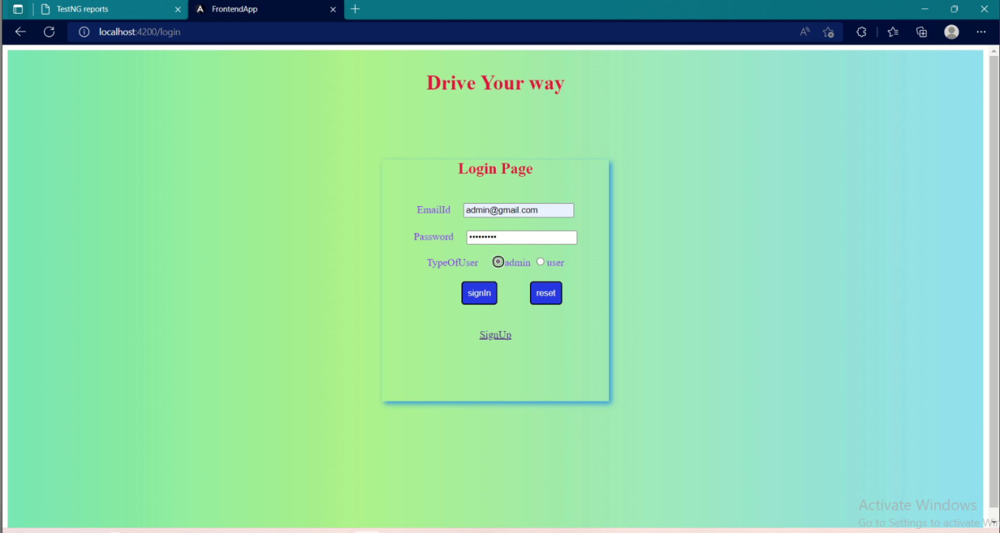 TestNG reports
FrontendApp
localhost:4200/login
Drive Your way
Login Page
EmailId admin@gmail.com
Password •••••••••
TypeOfUser admin user
signIn reset
SignUp
Activate Windows
Go to Settings to activate